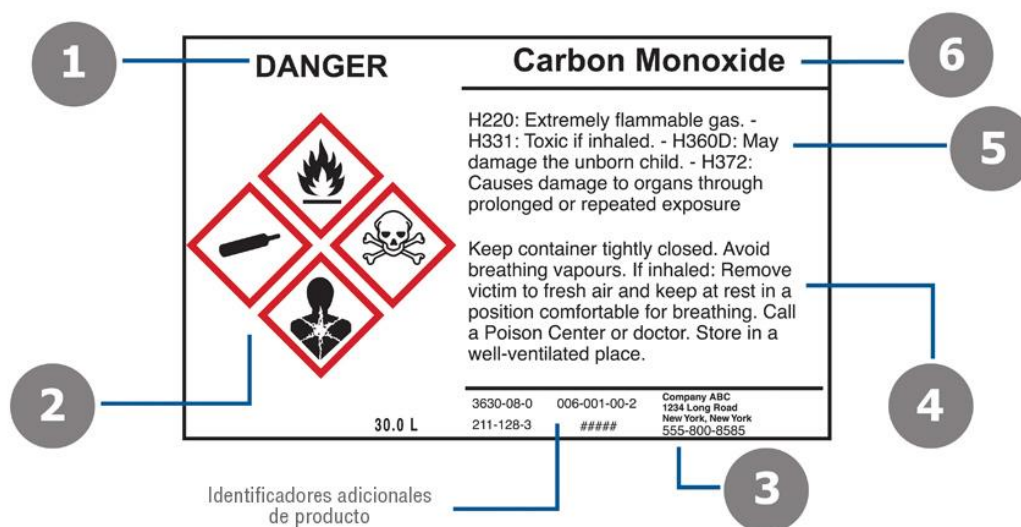 1
DANGER
Carbon Monoxide
6
H220: Extremely flammable gas. -
H331: Toxic if inhaled. - H360D: May
damage the unborn child. - H372:
Causes damage to organs through
prolonged or repeated exposure
5
Keep container tightly closed. Avoid
breathing vapours. If inhaled: Remove
victim to fresh air and keep at rest in a
position comfortable for breathing. Call
a Poison Center or doctor. Store in a
well-ventilated place.
4
2
30.0 L
3630-08-0 006-001-00-2
211-128-3 #####
Company ABC
1234 Long Road
New York, New York
555-800-8585
3
Identificadores adicionales
de producto